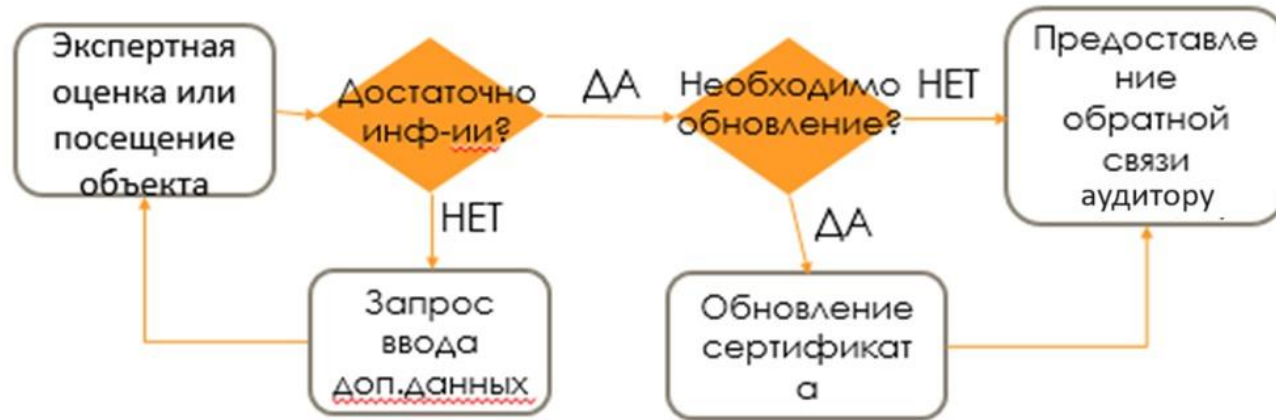 Экспертная
оценка или
посещение
объекта
Достаточно
инф-ии?
ДА
Необходимо
обновление?
НЕТ
Предоставле
ние
обратной
связи
аудитору
НЕТ
ДА
Запрос
ввода
доп.данных
Обновление
сертификат
а